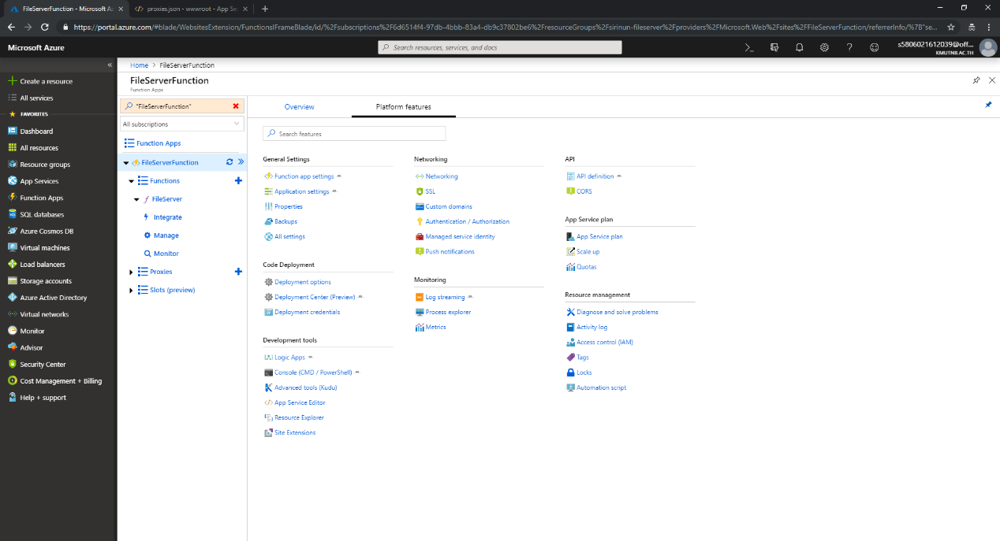 FileServerFunction - Microsoft Az
proxies.json - wwwroot - App Ser
https://portal.azure.com/#blade/WebsitesExtension/FunctionsIFrameBlade/id/%2Fsubscriptions%2F6d6514f4-97db-4bbb-83a4-db9c37802be6%2FresourceGroups%2Fsirinun-fileserver%2Fproviders%2FMicrosoft.Web%2Fsites%2FFileServerFunction/referrerInfo/%7B"se...
Microsoft Azure
Search resources, services, and docs
s5806021612039@off...
KMUTNB.AC.TH
Create a resource
All services
FAVORITES
Dashboard
All resources
Resource groups
App Services
Function Apps
SQL databases
Azure Cosmos DB
Virtual machines
Load balancers
Storage accounts
Azure Active Directory
Virtual networks
Monitor
Advisor
Security Center
Cost Management + Billing
Help + support
Home > FileServerFunction
FileServerFunction
Function Apps
"FileServerFunction"
All subscriptions
Function Apps
FileServerFunction
Functions
FileServer
Integrate
Manage
Monitor
Proxies
Slots (preview)
Overview
Platform features
Search features
General Settings
Function app settings
Application settings
Properties
Backups
All settings
Code Deployment
Deployment options
Deployment Center (Preview)
Deployment credentials
Development tools
Logic Apps
Console (CMD / PowerShell)
Advanced tools (Kudu)
App Service Editor
Resource Explorer
Site Extensions
Networking
Networking
SSL
Custom domains
Authentication / Authorization
Managed service identity
Push notifications
Monitoring
Log streaming
Process explorer
Metrics
API
API definition
CORS
App Service plan
App Service plan
Scale up
Quotas
Resource management
Diagnose and solve problems
Activity log
Access control (IAM)
Tags
Locks
Automation script